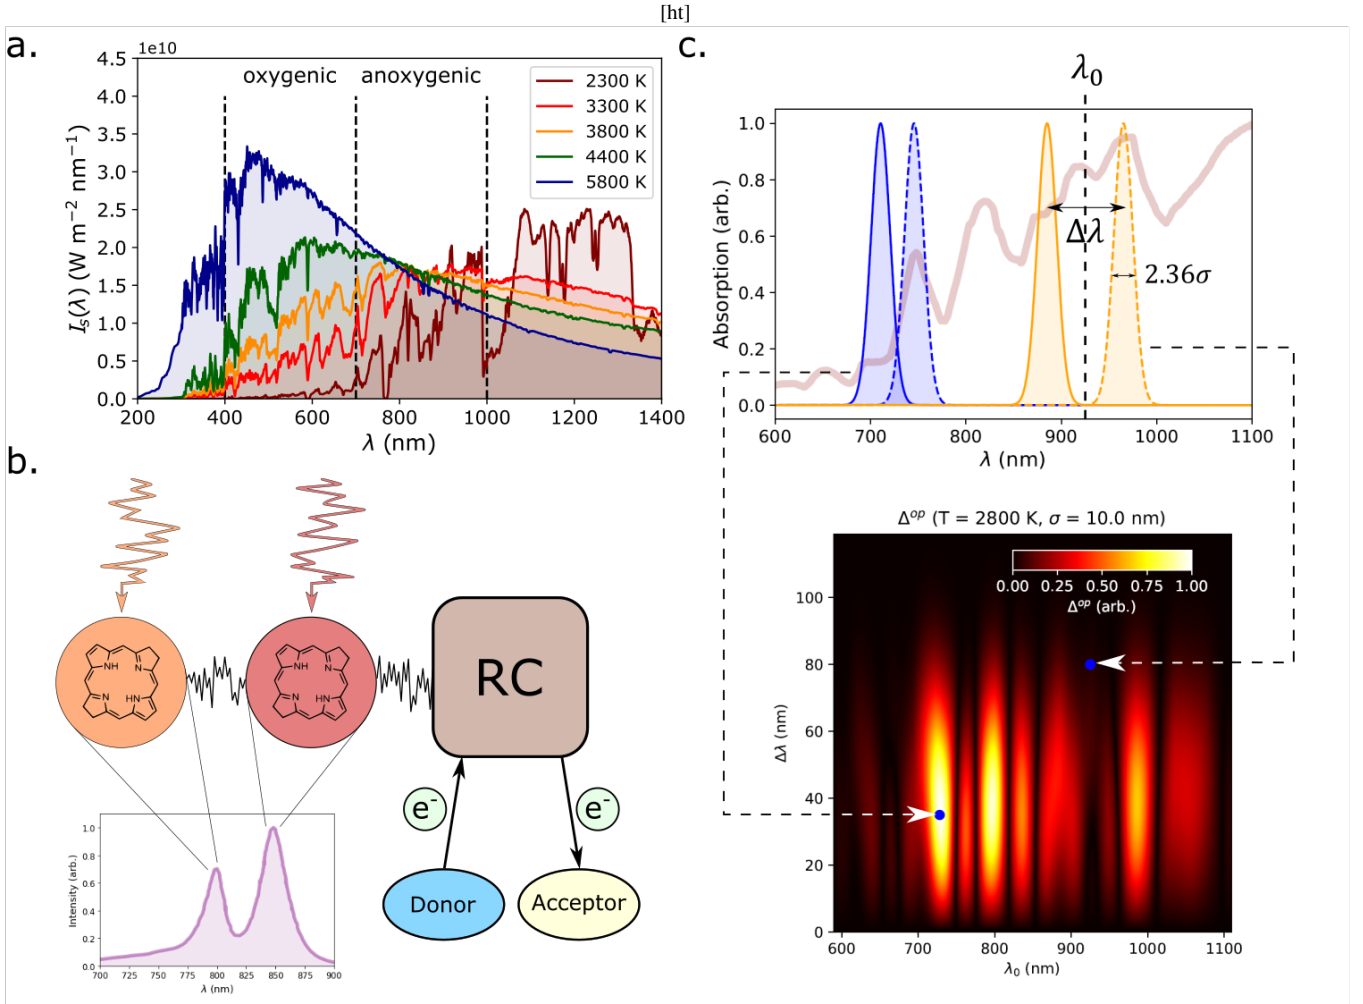 [ht]
a.
1e10
oxygenic
anoxygenic
2300 K
3300 K
3800 K
4400 K
5800 K
4.5
4.0
3.5
3.0
2.5
2.0
1.5
1.0
0.5
0.0
200
400
600
800
1000
1200
1400
I_s(λ) (W m⁻² nm⁻¹)
λ (nm)
b.
NH
N
N
HN
NH
N
N
HN
RC
e⁻
e⁻
Donor
Acceptor
1.0
0.8
0.6
0.4
0.2
0.0
700
725
750
775
800
825
850
875
900
Intensity (arb.)
λ (nm)
c.
λ₀
Δλ
2.36σ
1.0
0.8
0.6
0.4
0.2
0.0
600
700
800
900
1000
1100
Absorption (arb.)
λ (nm)
Δᵒᵖ (T = 2800 K, σ = 10.0 nm)
0.00
0.25
0.50
0.75
1.00
Δᵒᵖ (arb.)
100
80
60
40
20
0
600
700
800
900
1000
1100
Δλ (nm)
λ₀ (nm)